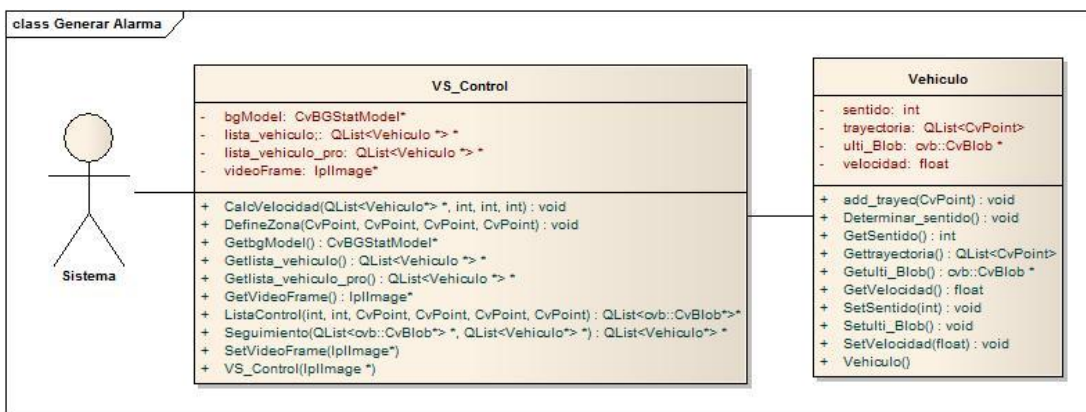 class Generar Alarma
Sistema
VS_Control
- bgModel: CvBGStatModel*
- lista_vehiculo;: QList<Vehiculo *> *
- lista_vehiculo_pro: QList<Vehiculo *> *
- videoFrame: IplImage*
+ CalcVelocidad(QList<Vehiculo*> *, int, int, int) : void
+ DefineZona(CvPoint, CvPoint, CvPoint, CvPoint) : void
+ GetbgModel() : CvBGStatModel*
+ Getlista_vehiculo() : QList<Vehiculo *> *
+ Getlista_vehiculo_pro() : QList<Vehiculo *> *
+ GetVideoFrame() : IplImage*
+ ListaControl(int, int, CvPoint, CvPoint, CvPoint, CvPoint) : QList<cvb::CvBlob*>*
+ Seguimiento(QList<cvb::CvBlob*> *, QList<Vehiculo*> *) : QList<Vehiculo*> *
+ SetVideoFrame(IplImage*)
+ VS_Control(IplImage *)
Vehiculo
- sentido: int
- trayectoria: QList<CvPoint>
- ulti_Blob: cvb::CvBlob *
- velocidad: float
+ add_trayec(CvPoint) : void
+ Determinar_sentido() : void
+ GetSentido() : int
+ Gettrayectoria() : QList<CvPoint>
+ Getulti_Blob() : cvb::CvBlob *
+ GetVelocidad() : float
+ SetSentido(int) : void
+ Setulti_Blob() : void
+ SetVelocidad(float) : void
+ Vehiculo()